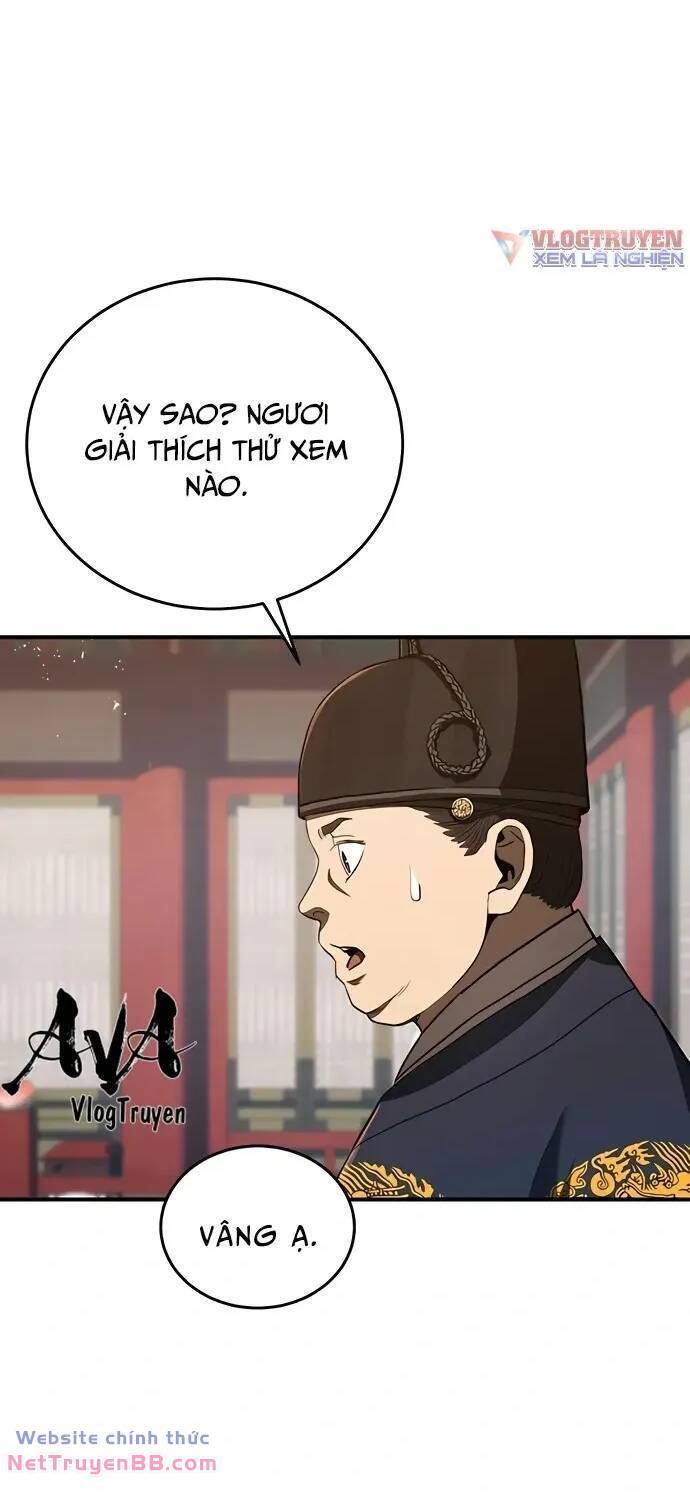 VLOGTRUYEN
XEM LÀ NGHIỆN
VẬY SAO? NGƯƠI
GIẢI THÍCH THỬ XEM
NÀO.
AVA
VlogTruyen
VÂNG Ạ.
Website chính thức
NetTruyenBB.com